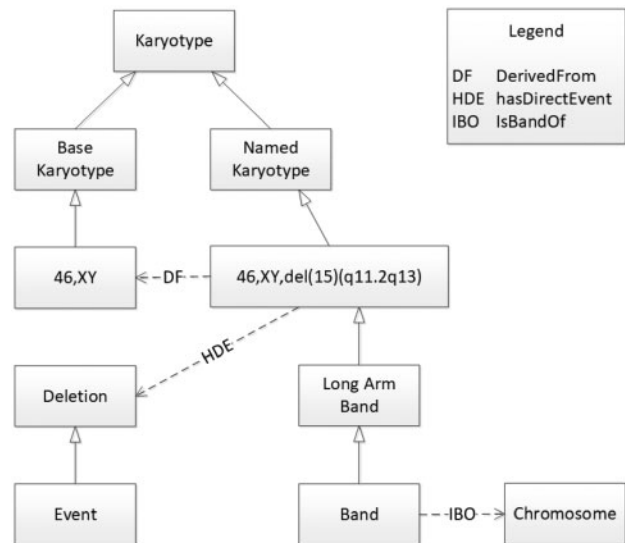 Karyotype
Legend
DF DerivedFrom
HDE hasDirectEvent
IBO IsBandOf
Base
Karyotype
Named
Karyotype
46,XY
DF
46,XY,del(15)(q11.2q13)
HDE
Deletion
Long Arm
Band
Event
Band
IBO
Chromosome